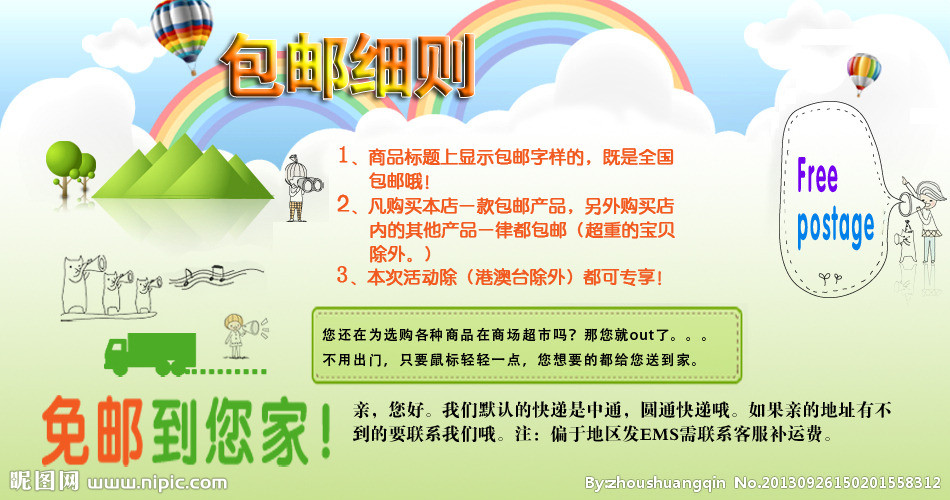 包邮细则
1、商品标题上显示包邮字样的，既是全国
包邮哦！
2、凡购买本店一款包邮产品，另外购买店
内的其他产品一律都包邮（超重的宝贝
除外。）
3、本次活动除（港澳台除外）都可专享！
Free
postage
您还在为选购各种商品在商场超市吗？那您就out了。。。
不用出门，只要鼠标轻轻一点，您想要的都给您送到家。
免邮到您家！
亲，您好。我们默认的快递是中通，圆通快递哦。如果亲的地址有不
到的要联系我们哦。注：偏于地区发EMS需联系客服补运费。
昵图网 www.nipic.com
By:zhoushuangqin No.20130926150201558312